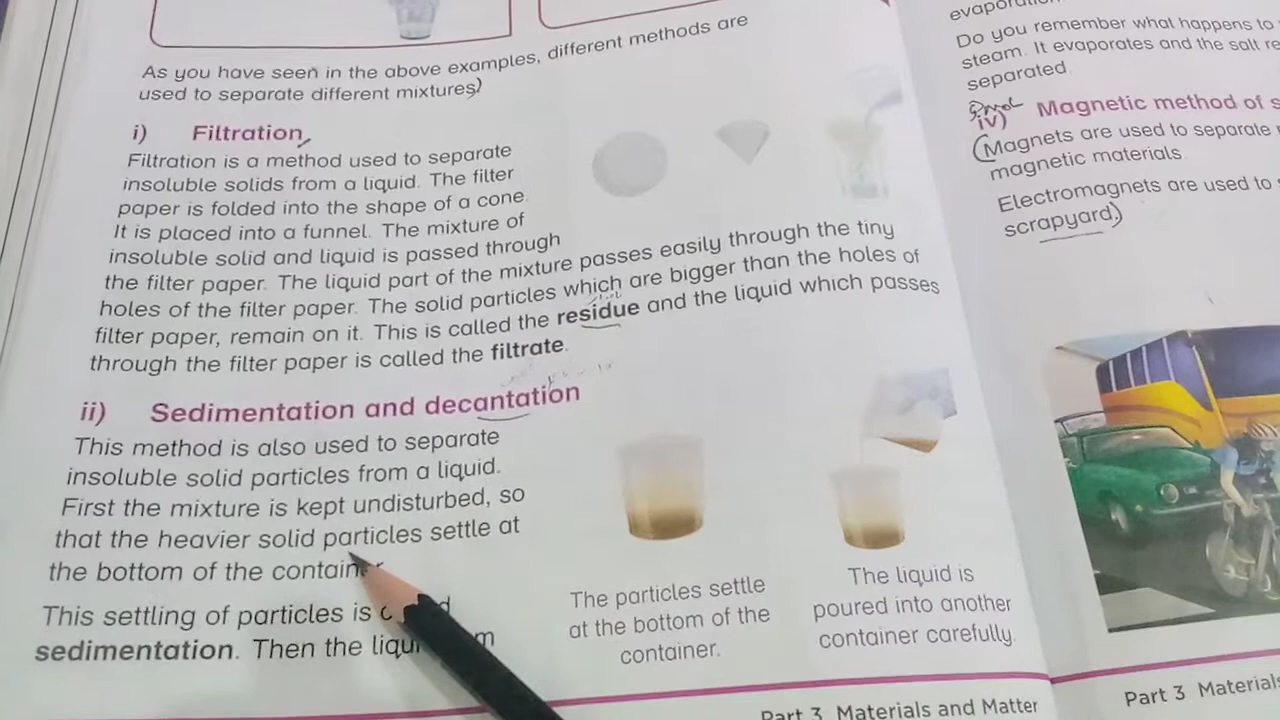 As you have seen in the above examples, different methods are
used to separate different mixtures)
i) Filtration
Filtration is a method used to separate
insoluble solids from a liquid. The filter
paper is folded into the shape of a cone.
It is placed into a funnel. The mixture of
insoluble solid and liquid is passed through
the filter paper. The liquid part of the mixture passes easily through the tiny
holes of the filter paper. The solid particles which are bigger than the holes of
filter paper, remain on it. This is called the residue and the liquid which passes
through the filter paper is called the filtrate.
ii) Sedimentation and decantation
This method is also used to separate
insoluble solid particles from a liquid.
First the mixture is kept undisturbed, so
that the heavier solid particles settle at
the bottom of the
This settling of particles is
sedimentation. Then the
The particles settle
at the bottom of the
container.
The liquid is
poured into another
container carefully.
Part 3 Materials and Matter
Do you remember what happens to
steam. It evaporates and the salt
separated.
iv) Magnetic method of
(Magnets are used to separate
magnetic materials.
Electromagnets are used to
scrapyard.)
Part 3 Materials